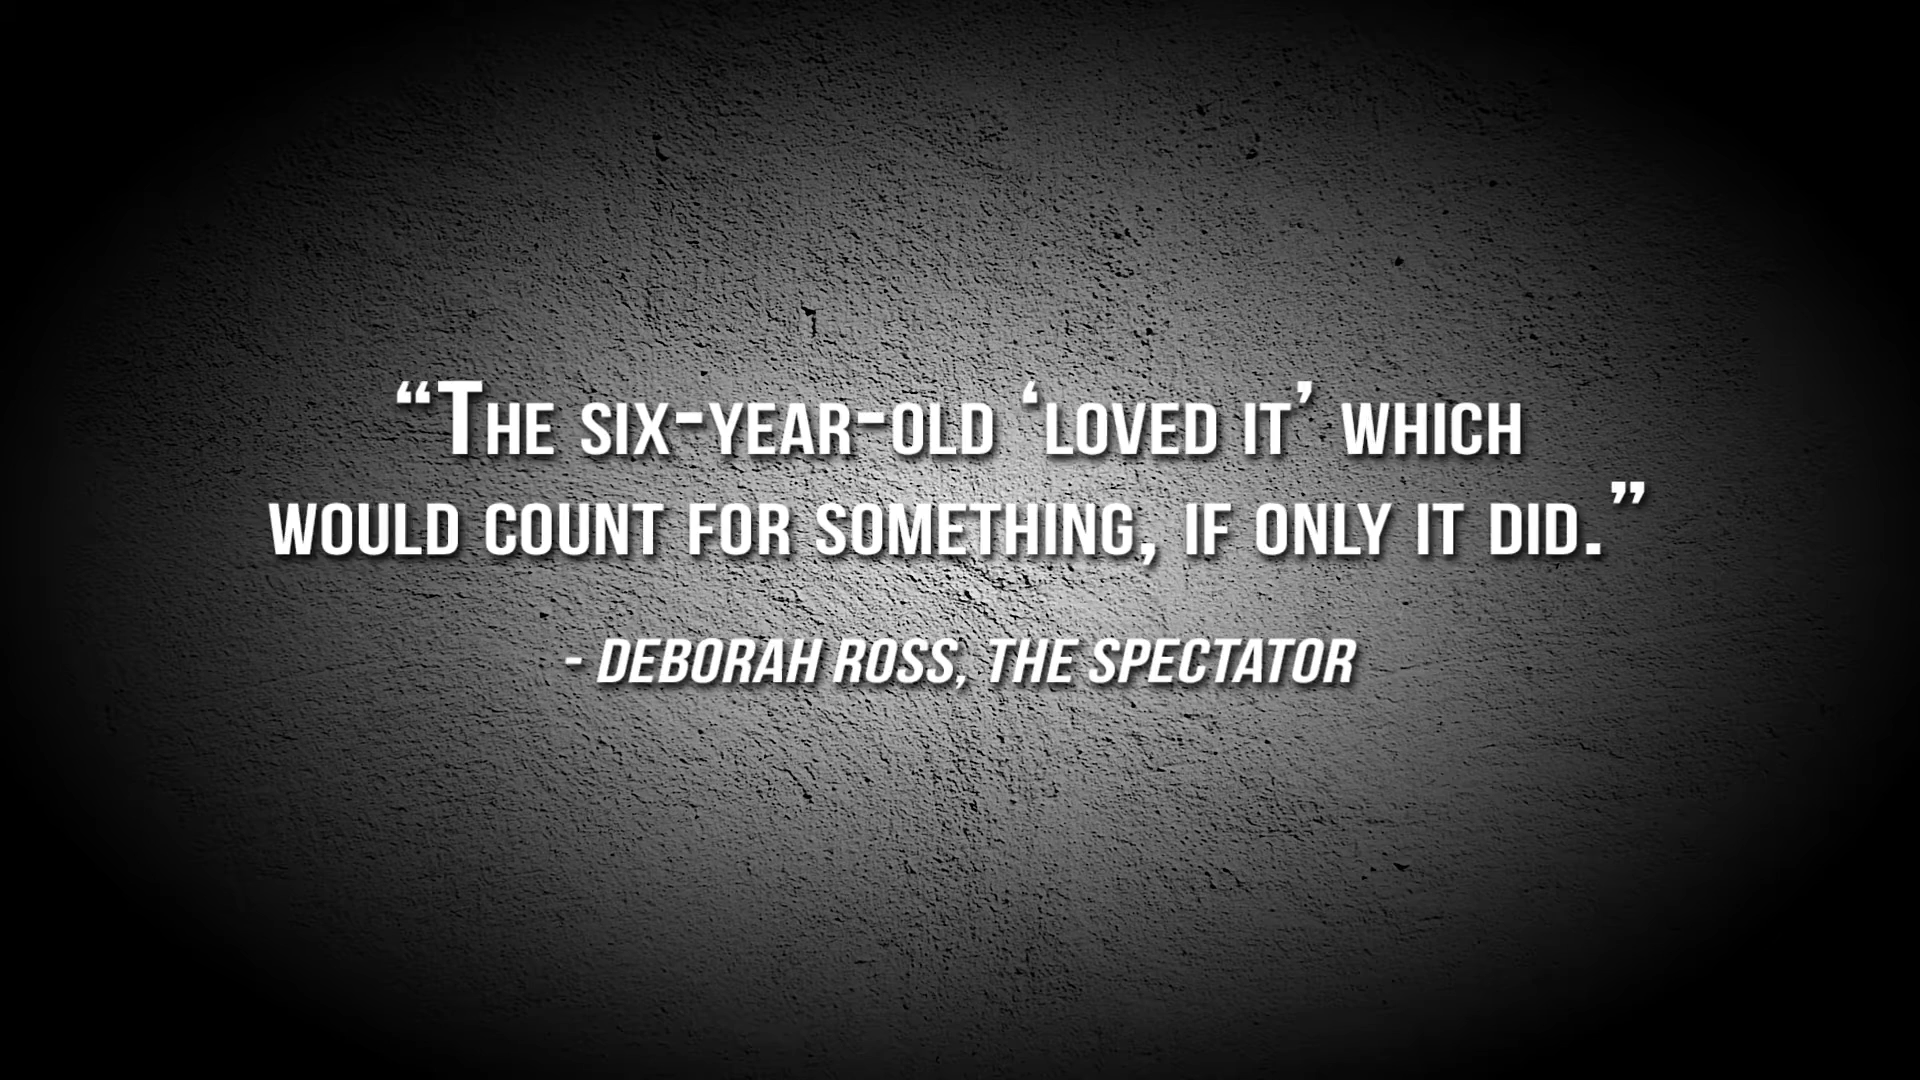 “The six-year-old ‘loved it’ which
would count for something, if only it did.”
- DEBORAH ROSS, THE SPECTATOR